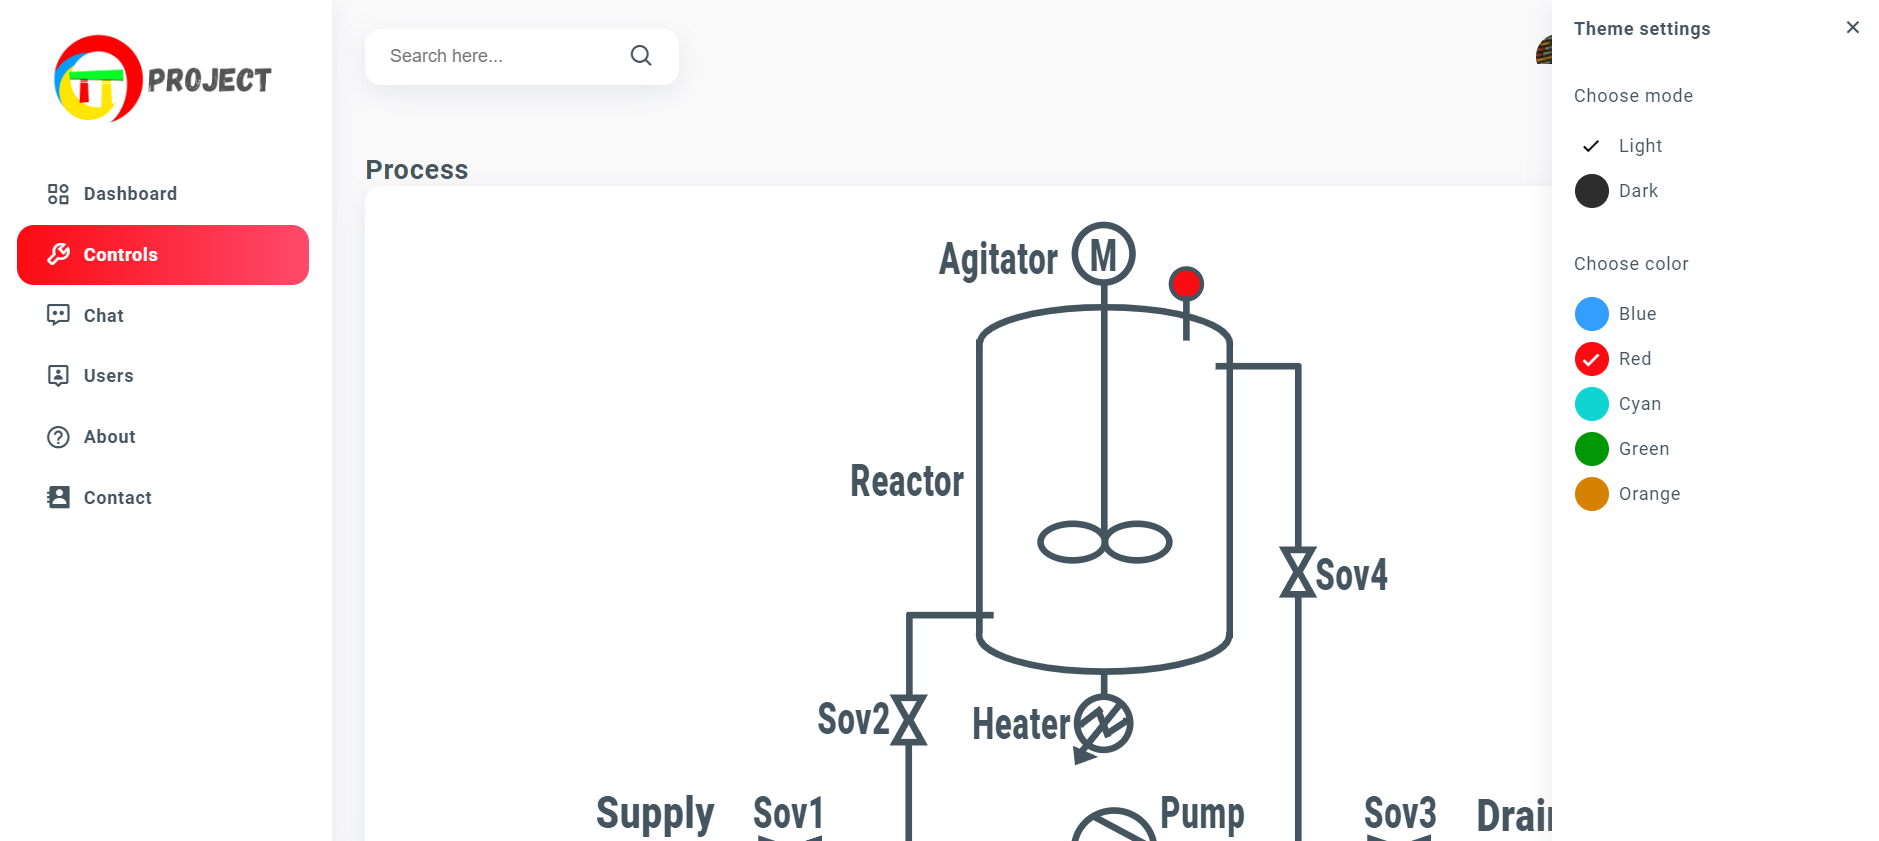 PROJECT
Dashboard
Controls
Chat
Users
About
Contact
Search here...
Process
Agitator
M
Reactor
Sov4
Sov2
Heater
Supply
Sov1
Pump
Sov3
Theme settings
Choose mode
Light
Dark
Choose color
Blue
Red
Cyan
Green
Orange